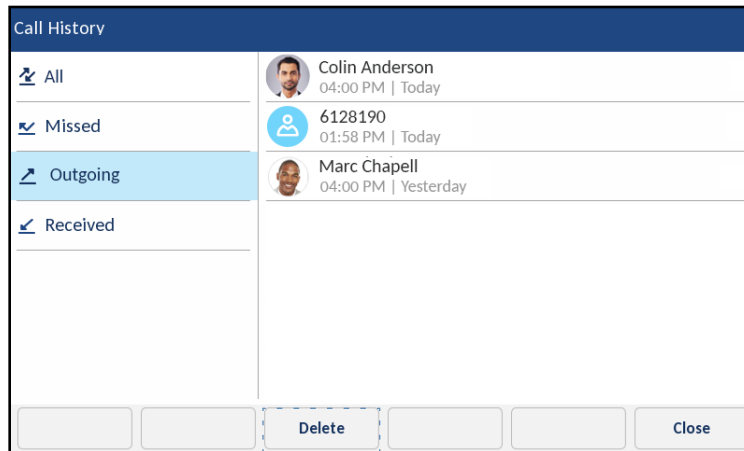 Call History
All
Missed
Outgoing
Received
Colin Anderson
04:00 PM | Today
6128190
01:58 PM | Today
Marc Chapell
04:00 PM | Yesterday
Delete
Close